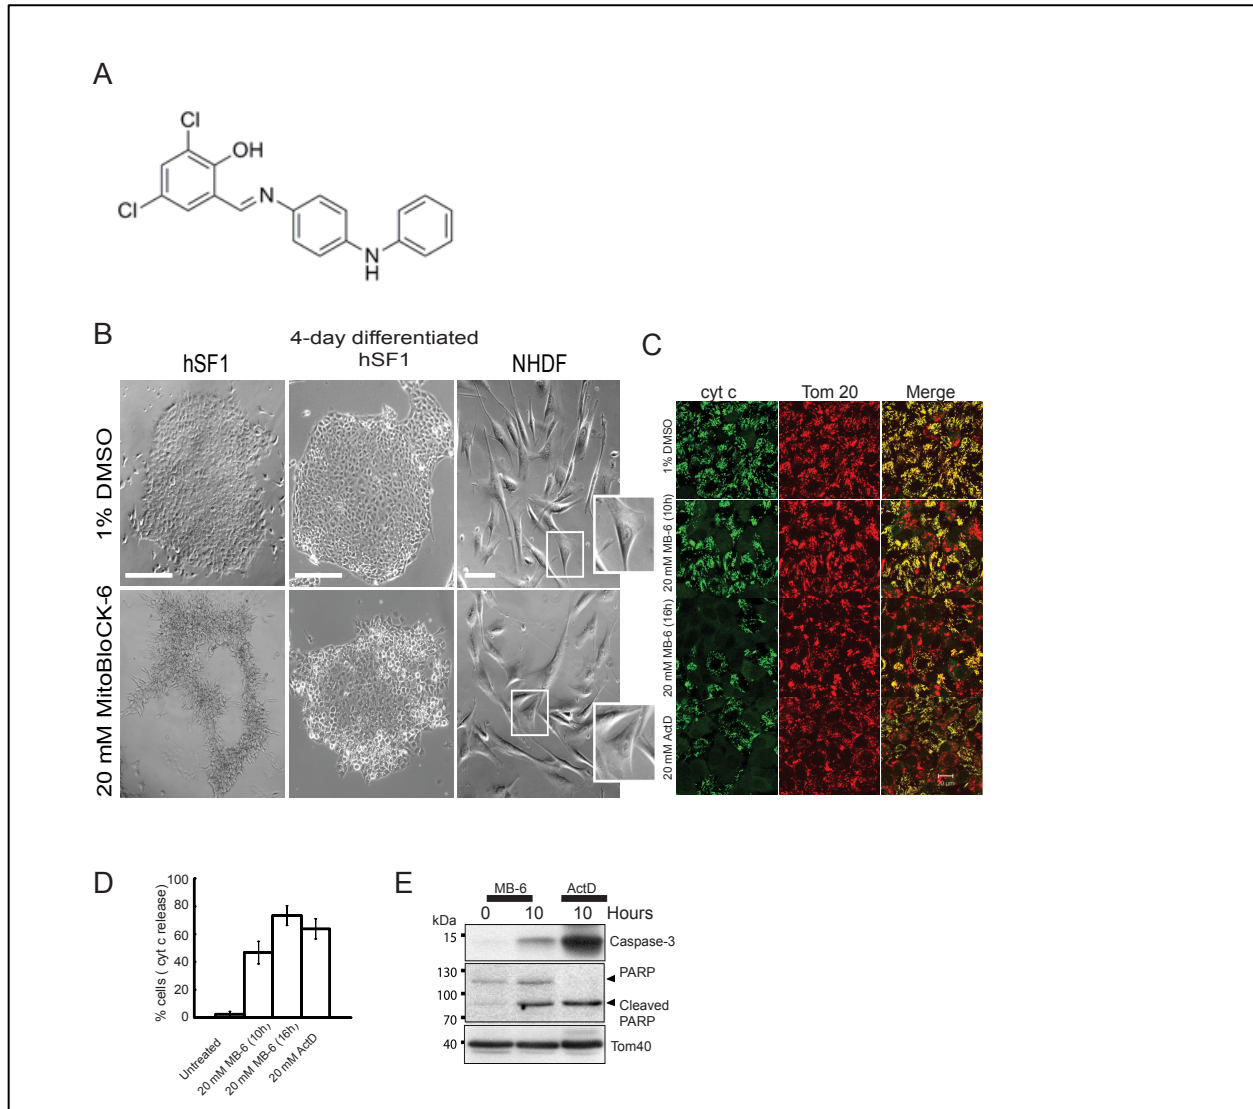 A
Cl
OH
Cl
N
N
H
B
4-day differentiated
hSF1
hSF1
NHDF
1% DMSO
20 mM MitoBloCK-6
C
cyt c
Tom 20
Merge
1% DMSO
20 mM MB-6 (10h)
20 mM MB-6 (16h)
20 mM ActD
20 µm
D
% cells ( cyt c release)
100
80
60
40
20
0
Untreated
20 mM MB-6 (10h)
20 mM MB-6 (16h)
20 mM ActD
E
MB-6
ActD
kDa
0
10
10
Hours
15
Caspase-3
130
PARP
100
Cleaved
PARP
70
40
Tom40